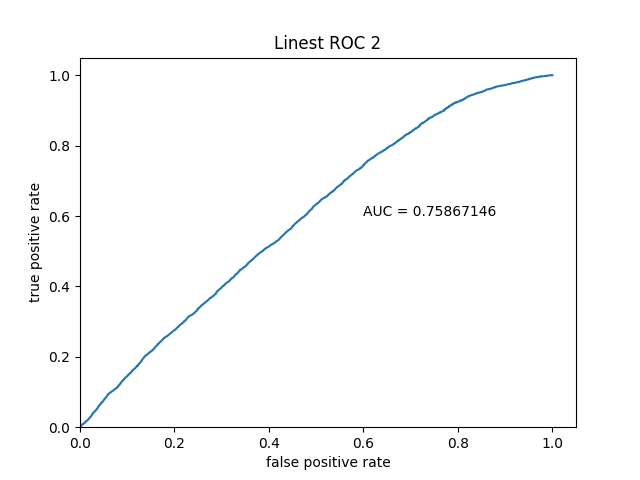 Linest ROC 2
true positive rate
1.0
0.8
0.6
0.4
0.2
0.0
AUC = 0.75867146
0.0 0.2 0.4 0.6 0.8 1.0
false positive rate